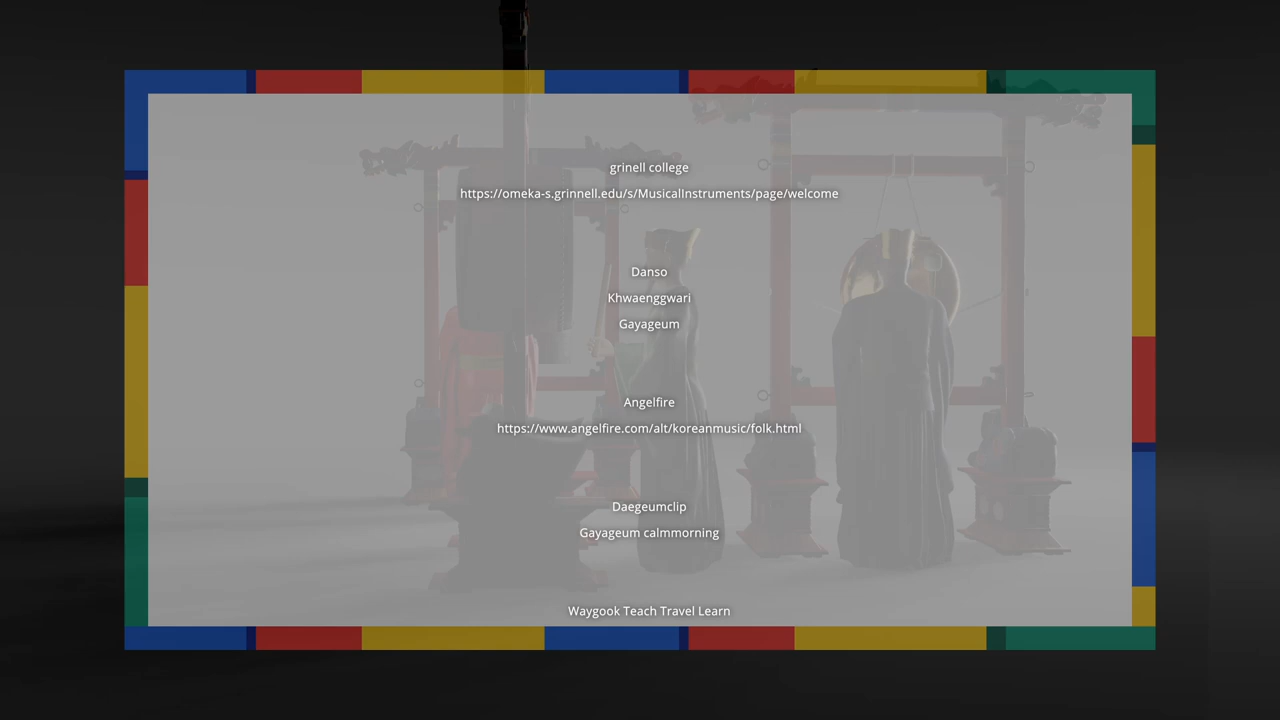 grinell college
https://omeka-s.grinnell.edu/s/MusicalInstruments/page/welcome
Danso
Khwaenggwari
Gayageum
Angelfire
https://www.angelfire.com/alt/koreanmusic/folk.html
Daegeumclip
Gayageum calmmorning
Waygook Teach Travel Learn